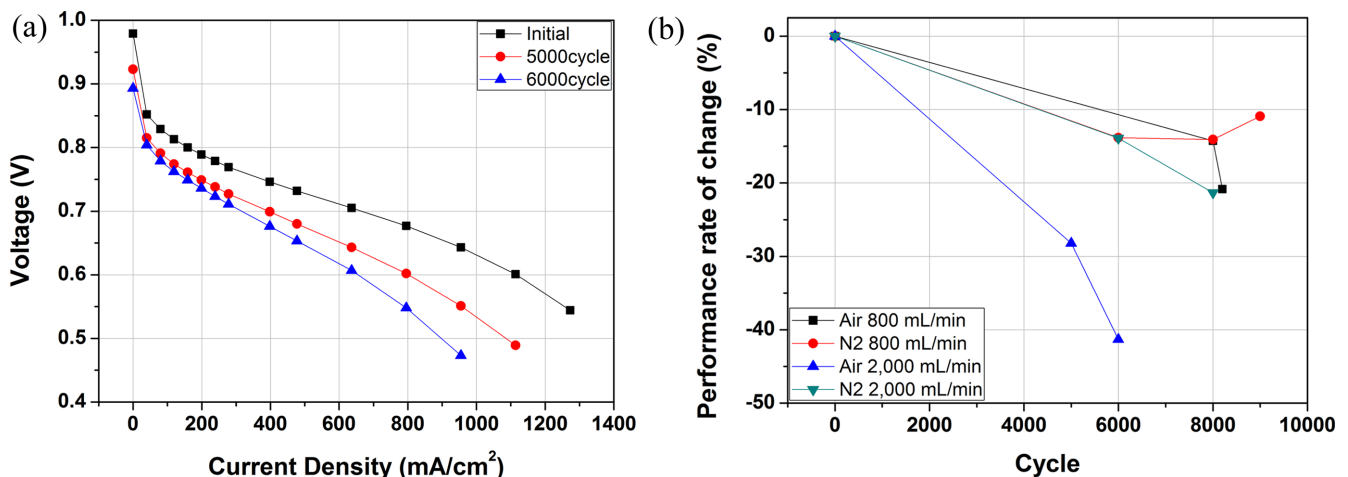 (a)
Voltage (V)
1.0
0.9
0.8
0.7
0.6
0.5
0.4
Initial
5000cycle
6000cycle
0 200 400 600 800 1000 1200 1400
Current Density (mA/cm²)
(b)
Performance rate of change (%)
0
-10
-20
-30
-40
-50
Air 800 mL/min
N2 800 mL/min
Air 2,000 mL/min
N2 2,000 mL/min
0 2000 4000 6000 8000 10000
Cycle